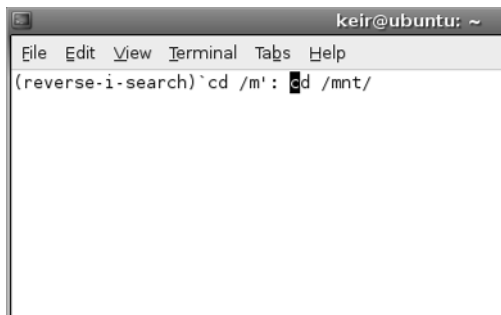 keir@ubuntu: ~
File Edit View Terminal Tabs Help
(reverse-i-search)`cd /m': cd /mnt/